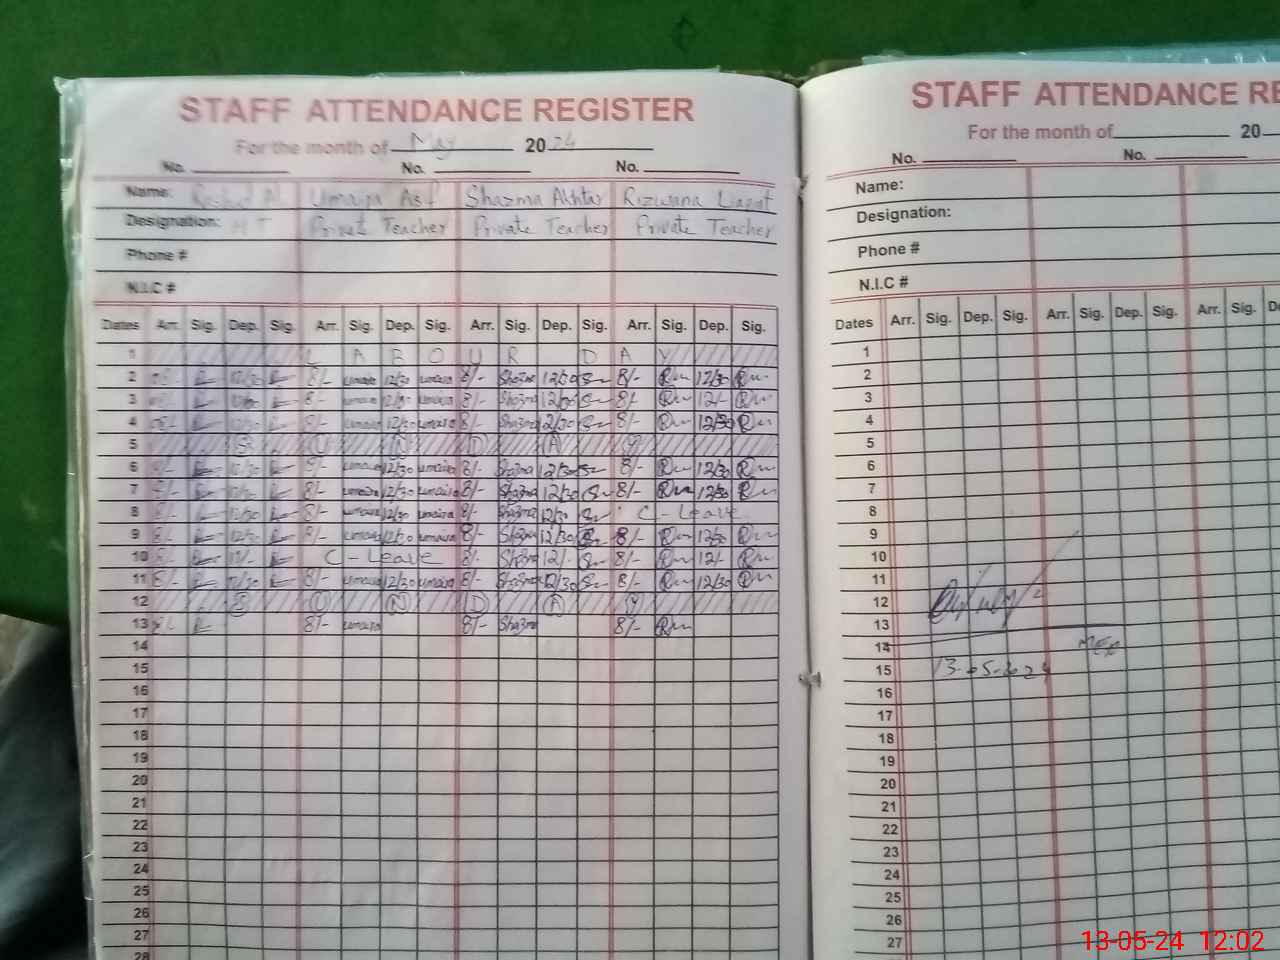 STAFF ATTENDANCE REGISTER
For the month of May 2024
No. No. No.
Name: Umaira Asif Shazma Akhtar Rizwana Liaqat
Designation: HT Private Teacher Private Teacher Private Teacher
Phone #
N.I.C #
Dates Arr. Sig. Dep. Sig. Arr. Sig. Dep. Sig. Arr. Sig. Dep. Sig. Arr. Sig. Dep. Sig.
1 L A B O U R D A Y
2 12/30 8/- umaira 12/30 umaira 8/- Shazma 12/30 8/- 12/30
3 12/30 8/- umaira 12/30 umaira 8/- Shazma 12/30 8/- 12/-
4 12/30 8/- umaira 12/30 umaira 8/- Shazma 12/30 8/- 12/30
5 S U N D A Y
6 8/- 12/30 8/- umaira 12/30 umaira 8/- Shazma 12/30 8/- 12/30
7 8/- 12/30 8/- umaira 12/30 umaira 8/- Shazma 12/30 8/- 12/30
8 8/- 12/30 8/- umaira 12/30 umaira 8/- Shazma 12/30 C - Leave
9 8/- 12/30 8/- umaira 12/30 umaira 8/- Shazma 12/30 8/- 12/30
10 8/- 12/- C - Leave 8/- Shazma 12/- 8/- 12/-
11 8/- 12/30 8/- umaira 12/30 umaira 8/- Shazma 12/30 8/- 12/30
12 S U N D A Y
13 8/- 8/- umaira 8/- Shazma 8/-
14
15
16
17
18
19
20
21
22
23
24
25
26
27
28
STAFF ATTENDANCE RE
For the month of 20
No. No.
Name:
Designation:
Phone #
N.I.C #
Dates Arr. Sig. Dep. Sig. Arr. Sig. Dep. Sig. Arr. Sig.
1
2
3
4
5
6
7
8
9
10
11
12
13
14 MEA
15 13-05-2024
16
17
18
19
20
21
22
23
24
25
26
27
13-05-24 12:02